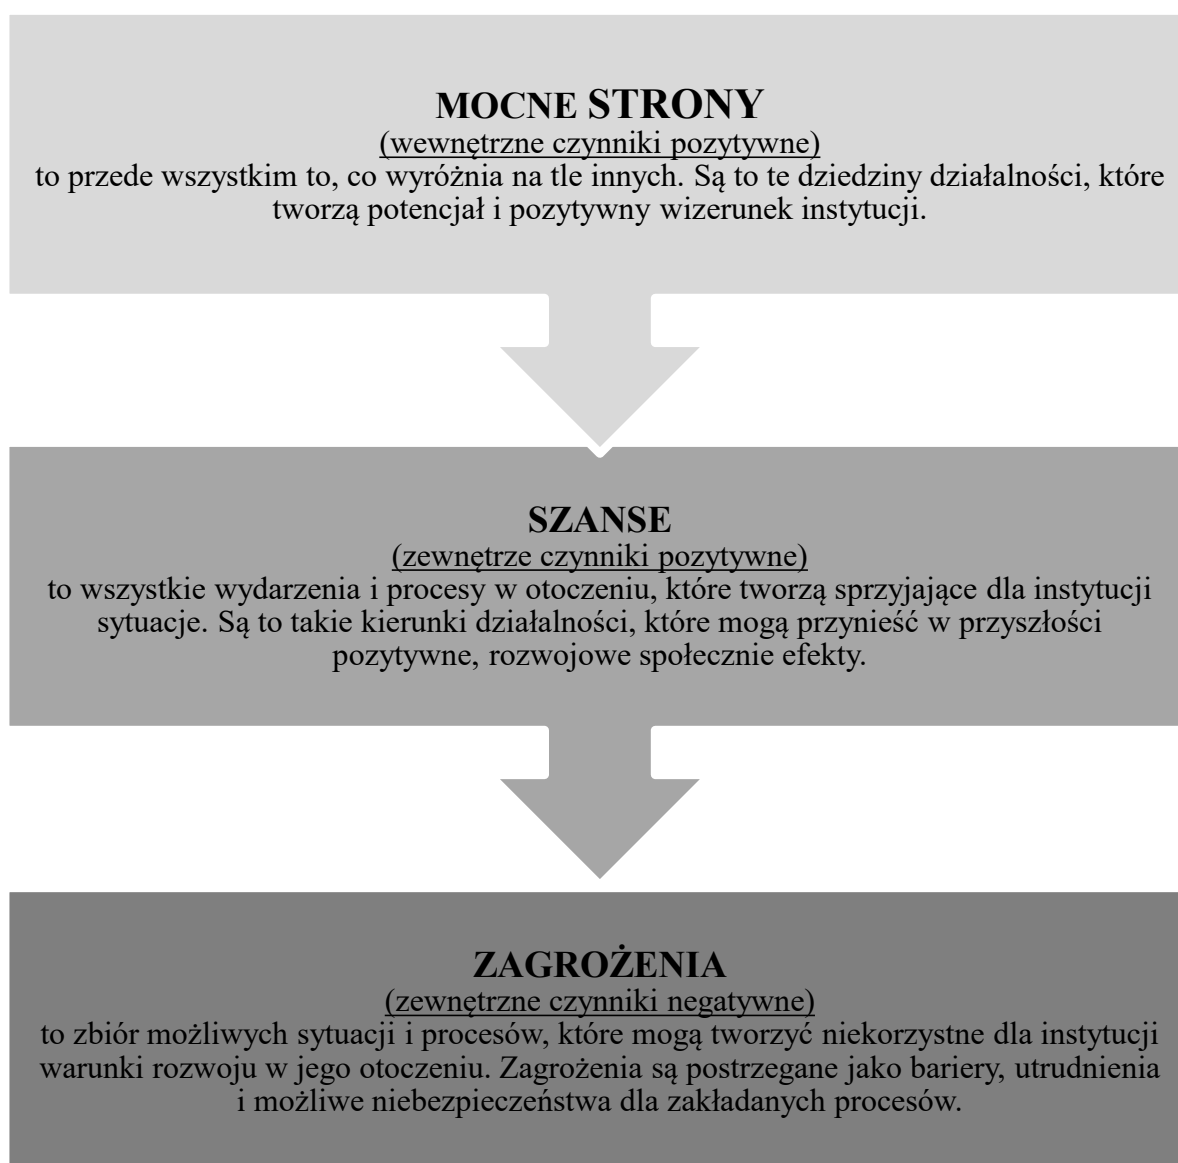 MOCNE STRONY
(wewnętrzne czynniki pozytywne)
to przede wszystkim to, co wyróżnia na tle innych. Są to te dziedziny działalności, które
tworzą potencjał i pozytywny wizerunek instytucji.
SZANSE
(zewnętrze czynniki pozytywne)
to wszystkie wydarzenia i procesy w otoczeniu, które tworzą sprzyjające dla instytucji
sytuacje. Są to takie kierunki działalności, które mogą przynieść w przyszłości
pozytywne, rozwojowe społecznie efekty.
ZAGROŻENIA
(zewnętrzne czynniki negatywne)
to zbiór możliwych sytuacji i procesów, które mogą tworzyć niekorzystne dla instytucji
warunki rozwoju w jego otoczeniu. Zagrożenia są postrzegane jako bariery, utrudnienia
i możliwe niebezpieczeństwa dla zakładanych procesów.